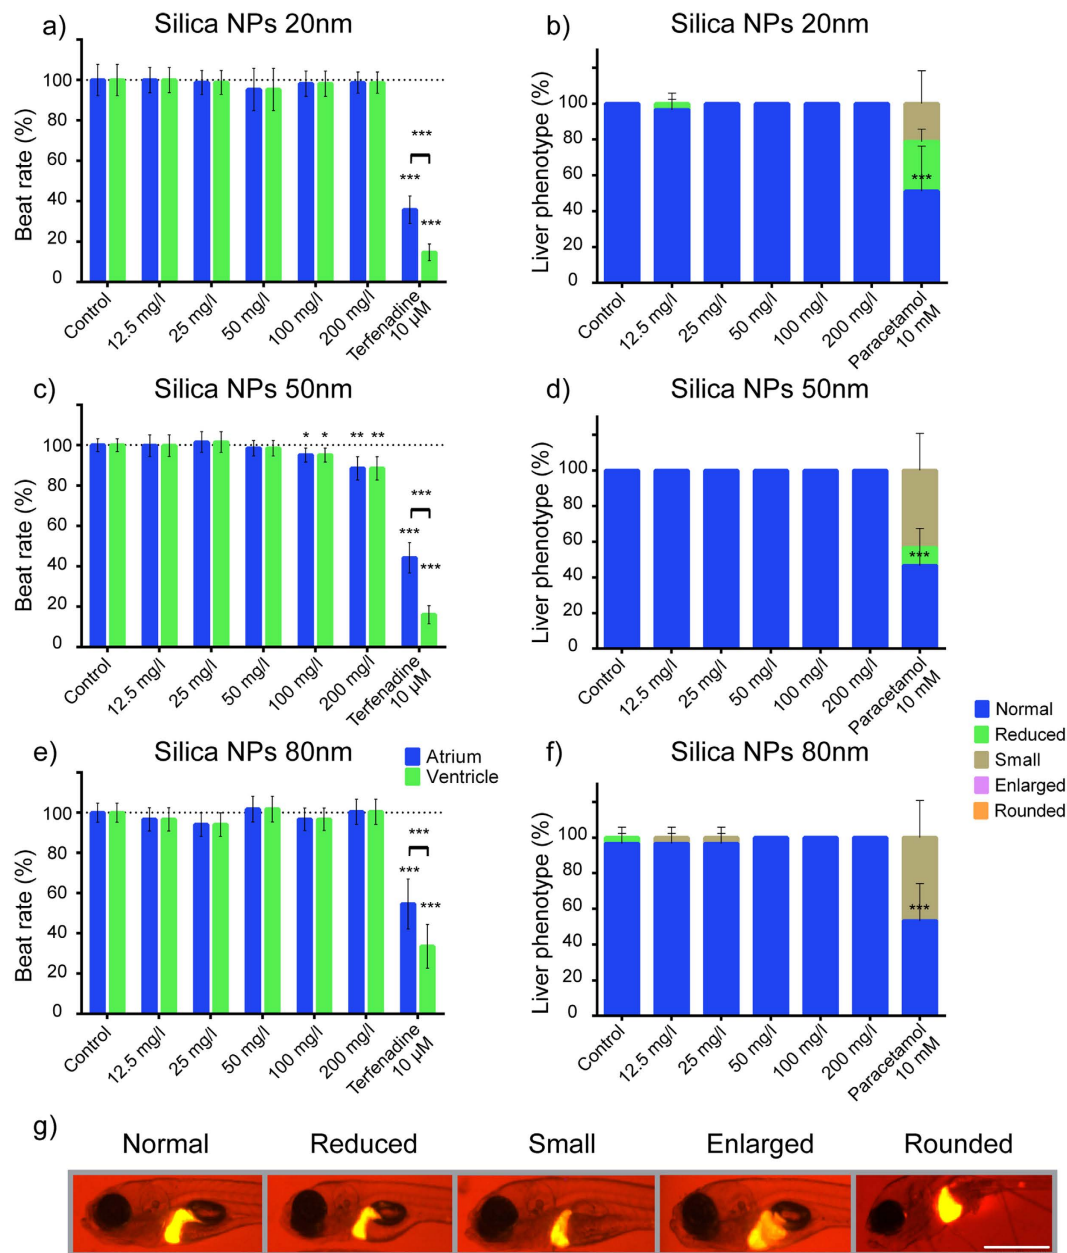 a)
Silica NPs 20nm
Beat rate (%)
100
80
60
40
20
0
***
***
***
Control
12.5 mg/l
25 mg/l
50 mg/l
100 mg/l
200 mg/l
Terfenadine
10 µM
b)
Silica NPs 20nm
Liver phenotype (%)
100
80
60
40
20
0
***
Control
12.5 mg/l
25 mg/l
50 mg/l
100 mg/l
200 mg/l
Paracetamol
10 mM
c)
Silica NPs 50nm
Beat rate (%)
100
80
60
40
20
0
* * ** **
***
***
***
Control
12.5 mg/l
25 mg/l
50 mg/l
100 mg/l
200 mg/l
Terfenadine
10 µM
d)
Silica NPs 50nm
Liver phenotype (%)
100
80
60
40
20
0
***
Control
12.5 mg/l
25 mg/l
50 mg/l
100 mg/l
200 mg/l
Paracetamol
10 mM
Normal
Reduced
Small
Enlarged
Rounded
e)
Silica NPs 80nm
Atrium
Ventricle
Beat rate (%)
100
80
60
40
20
0
***
***
***
Control
12.5 mg/l
25 mg/l
50 mg/l
100 mg/l
200 mg/l
Terfenadine
10 µM
f)
Silica NPs 80nm
Liver phenotype (%)
100
80
60
40
20
0
***
Control
12.5 mg/l
25 mg/l
50 mg/l
100 mg/l
200 mg/l
Paracetamol
10 mM
g)
Normal
Reduced
Small
Enlarged
Rounded